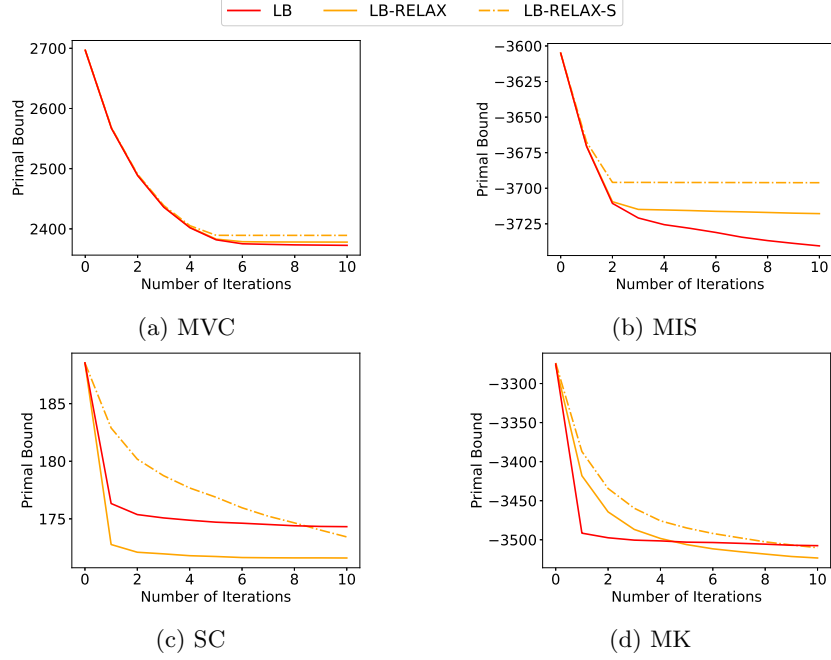 LB LB-RELAX LB-RELAX-S
2700
2600
2500
2400
Primal Bound
0 2 4 6 8 10
Number of Iterations
(a) MVC
−3600
−3625
−3650
−3675
−3700
−3725
Primal Bound
0 2 4 6 8 10
Number of Iterations
(b) MIS
185
180
175
Primal Bound
0 2 4 6 8 10
Number of Iterations
(c) SC
−3300
−3350
−3400
−3450
−3500
Primal Bound
0 2 4 6 8 10
Number of Iterations
(d) MK